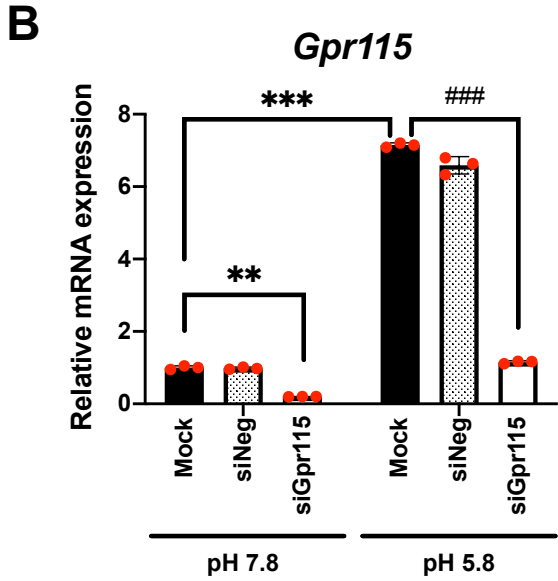 B
Gpr115
*** ###
**
Relative mRNA expression
8
6
4
2
0
Mock siNeg siGpr115 Mock siNeg siGpr115
pH 7.8 pH 5.8